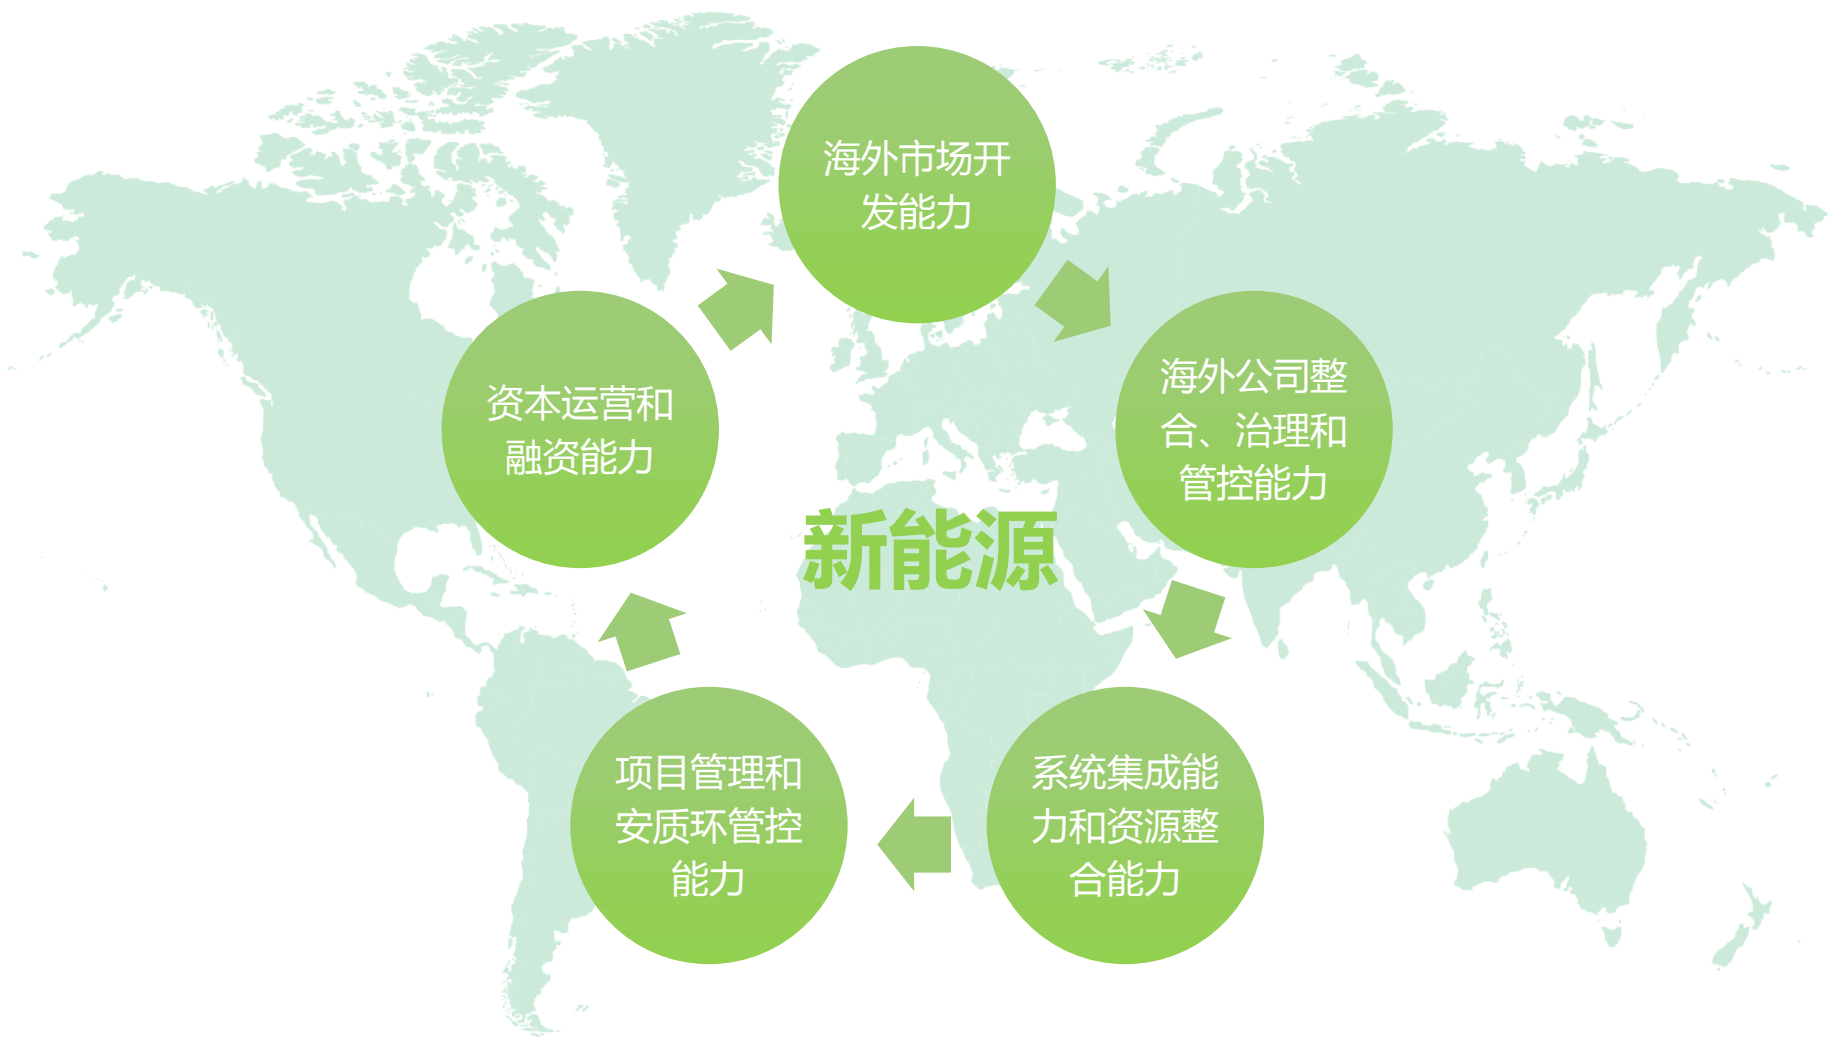 海外市场开
发能力
海外公司整
合、治理和
管控能力
系统集成能
力和资源整
合能力
项目管理和
安质环管控
能力
资本运营和
融资能力
新能源